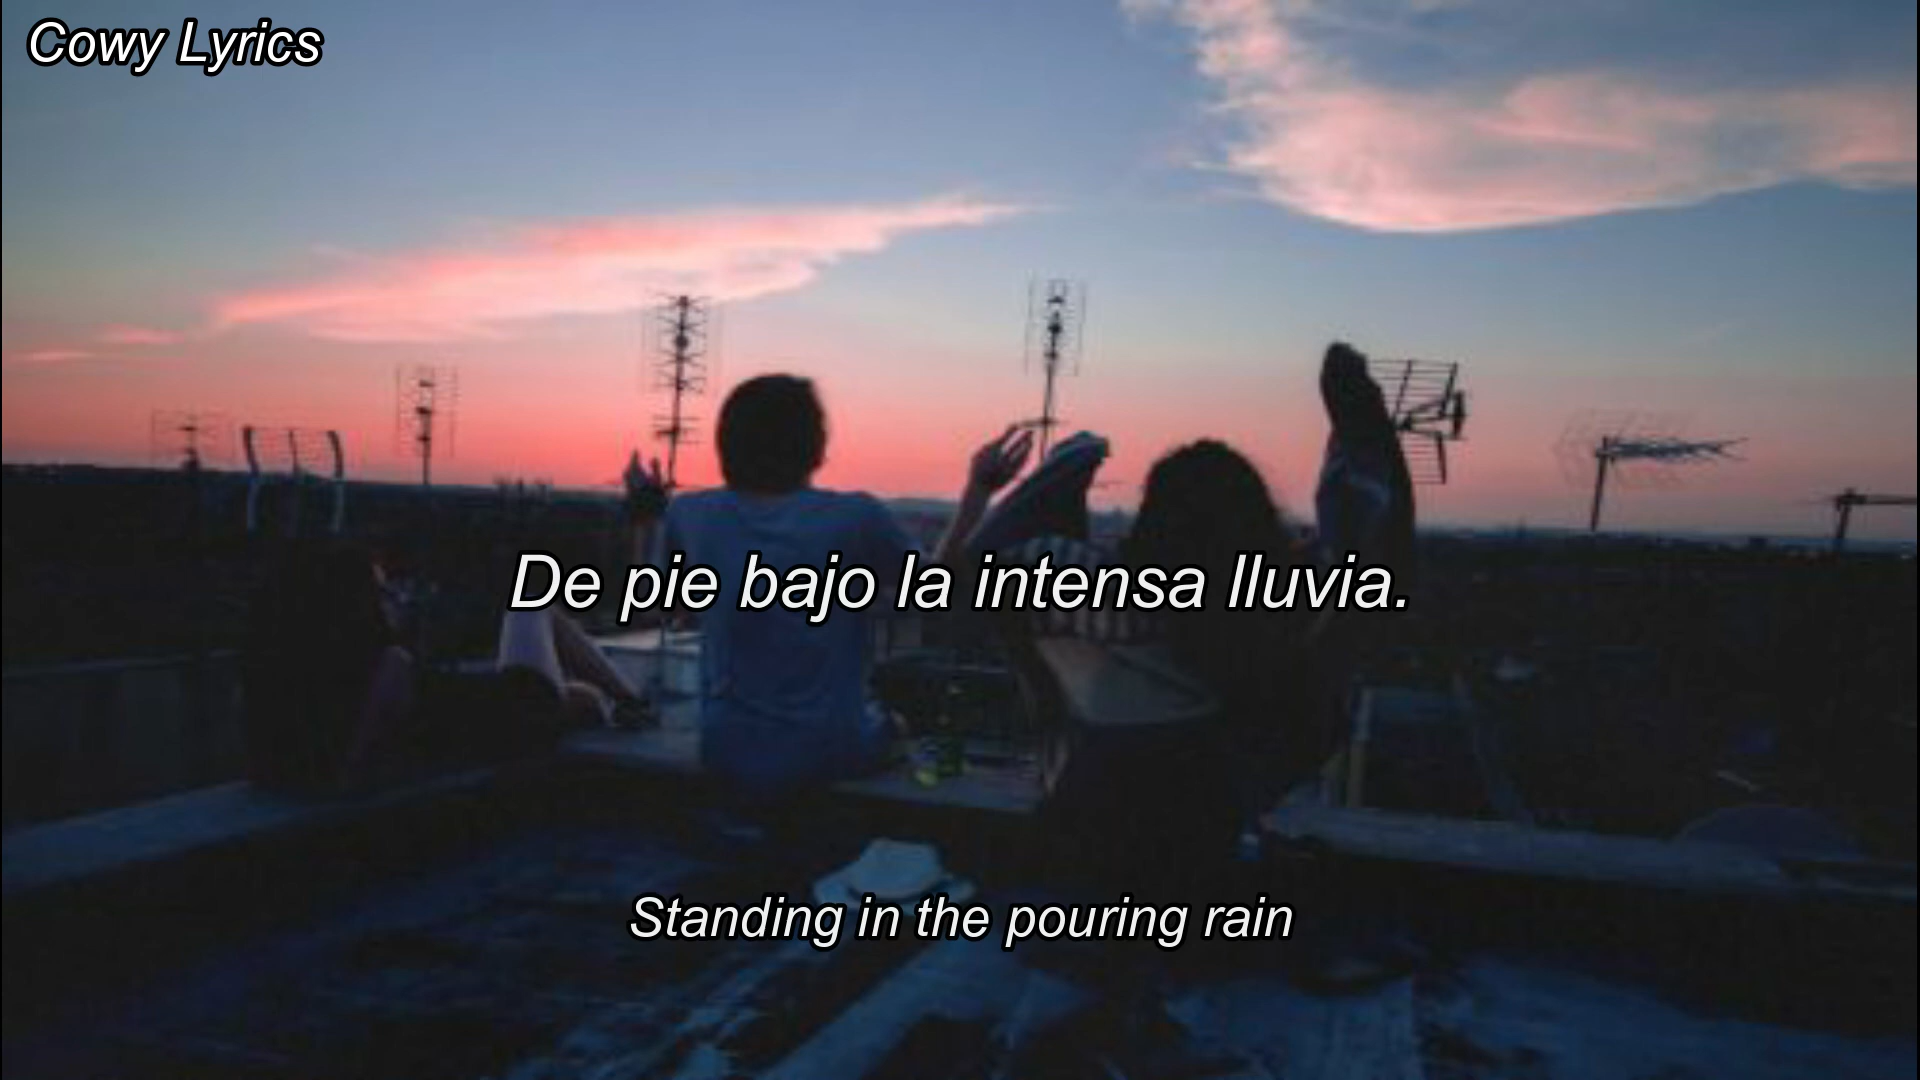 Cowy Lyrics
De pie bajo la intensa lluvia.
Standing in the pouring rain